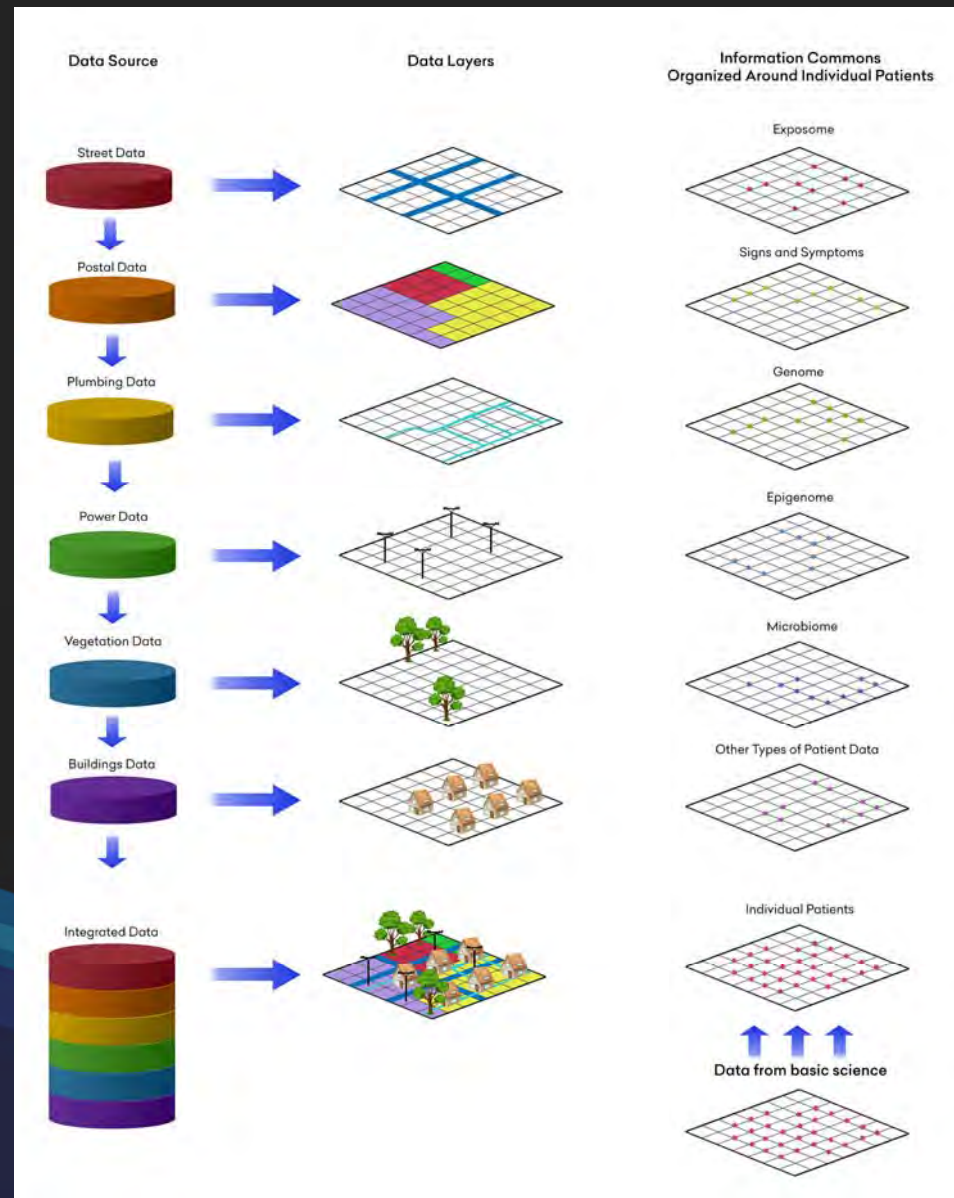 Data Source
Data Layers
Information Commons
Organized Around Individual Patients
Street Data
Exposome
Postal Data
Signs and Symptoms
Plumbing Data
Genome
Power Data
Epigenome
Vegetation Data
Microbiome
Buildings Data
Other Types of Patient Data
Integrated Data
Individual Patients
Data from basic science